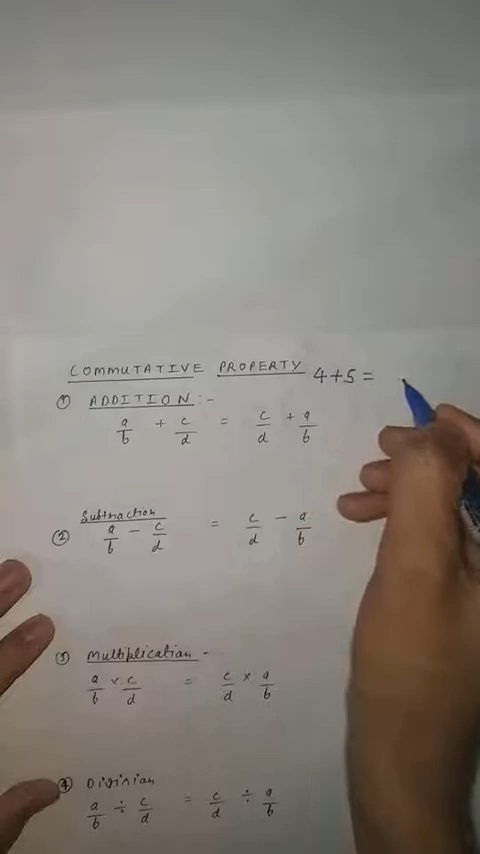 COMMUTATIVE PROPERTY 4+5=
① ADDITION:-
a/b + c/d = c/d + a/b
Subtraction
② a/b - c/d = c/d - a/b
③ Multiplication -
a/b × c/d = c/d × a/b
④ Division
a/b ÷ c/d = c/d ÷ a/b